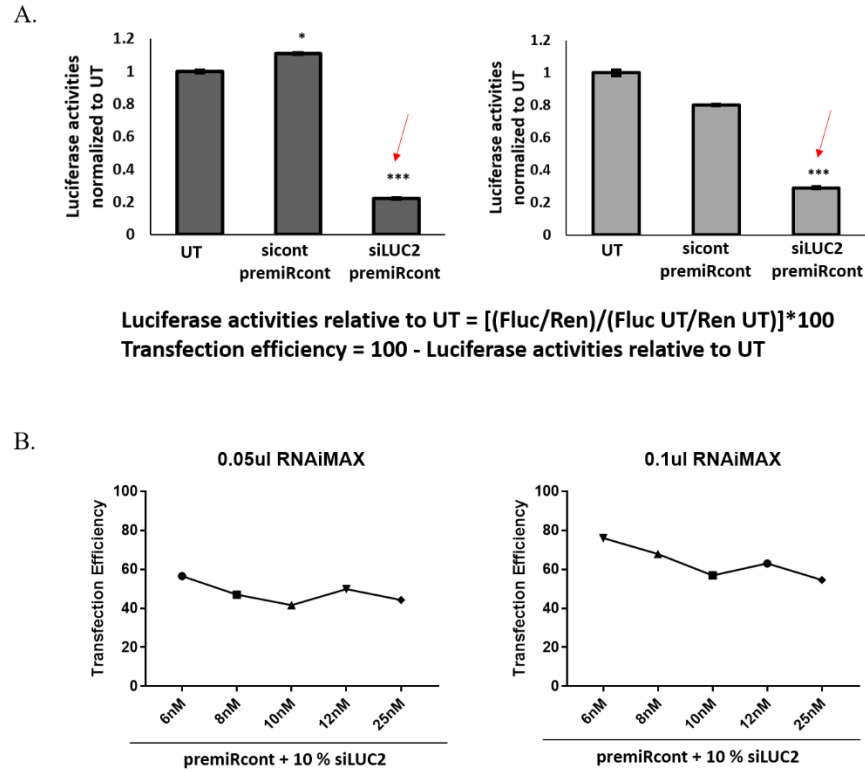 A.
Luciferase activities
normalized to UT
1.2
1
0.8
0.6
0.4
0.2
0
*
***
UT
sicont
premiRcont
siLUC2
premiRcont
Luciferase activities
normalized to UT
1.2
1
0.8
0.6
0.4
0.2
0
***
UT
sicont
premiRcont
siLUC2
premiRcont
Luciferase activities relative to UT = [(Fluc/Ren)/(Fluc UT/Ren UT)]*100
Transfection efficiency = 100 - Luciferase activities relative to UT
B.
0.05ul RNAiMAX
Transfection Efficiency
100
80
60
40
20
0
6nM
8nM
10nM
12nM
25nM
premiRcont + 10 % siLUC2
0.1ul RNAiMAX
Transfection Efficiency
100
80
60
40
20
0
6nM
8nM
10nM
12nM
25nM
premiRcont + 10 % siLUC2